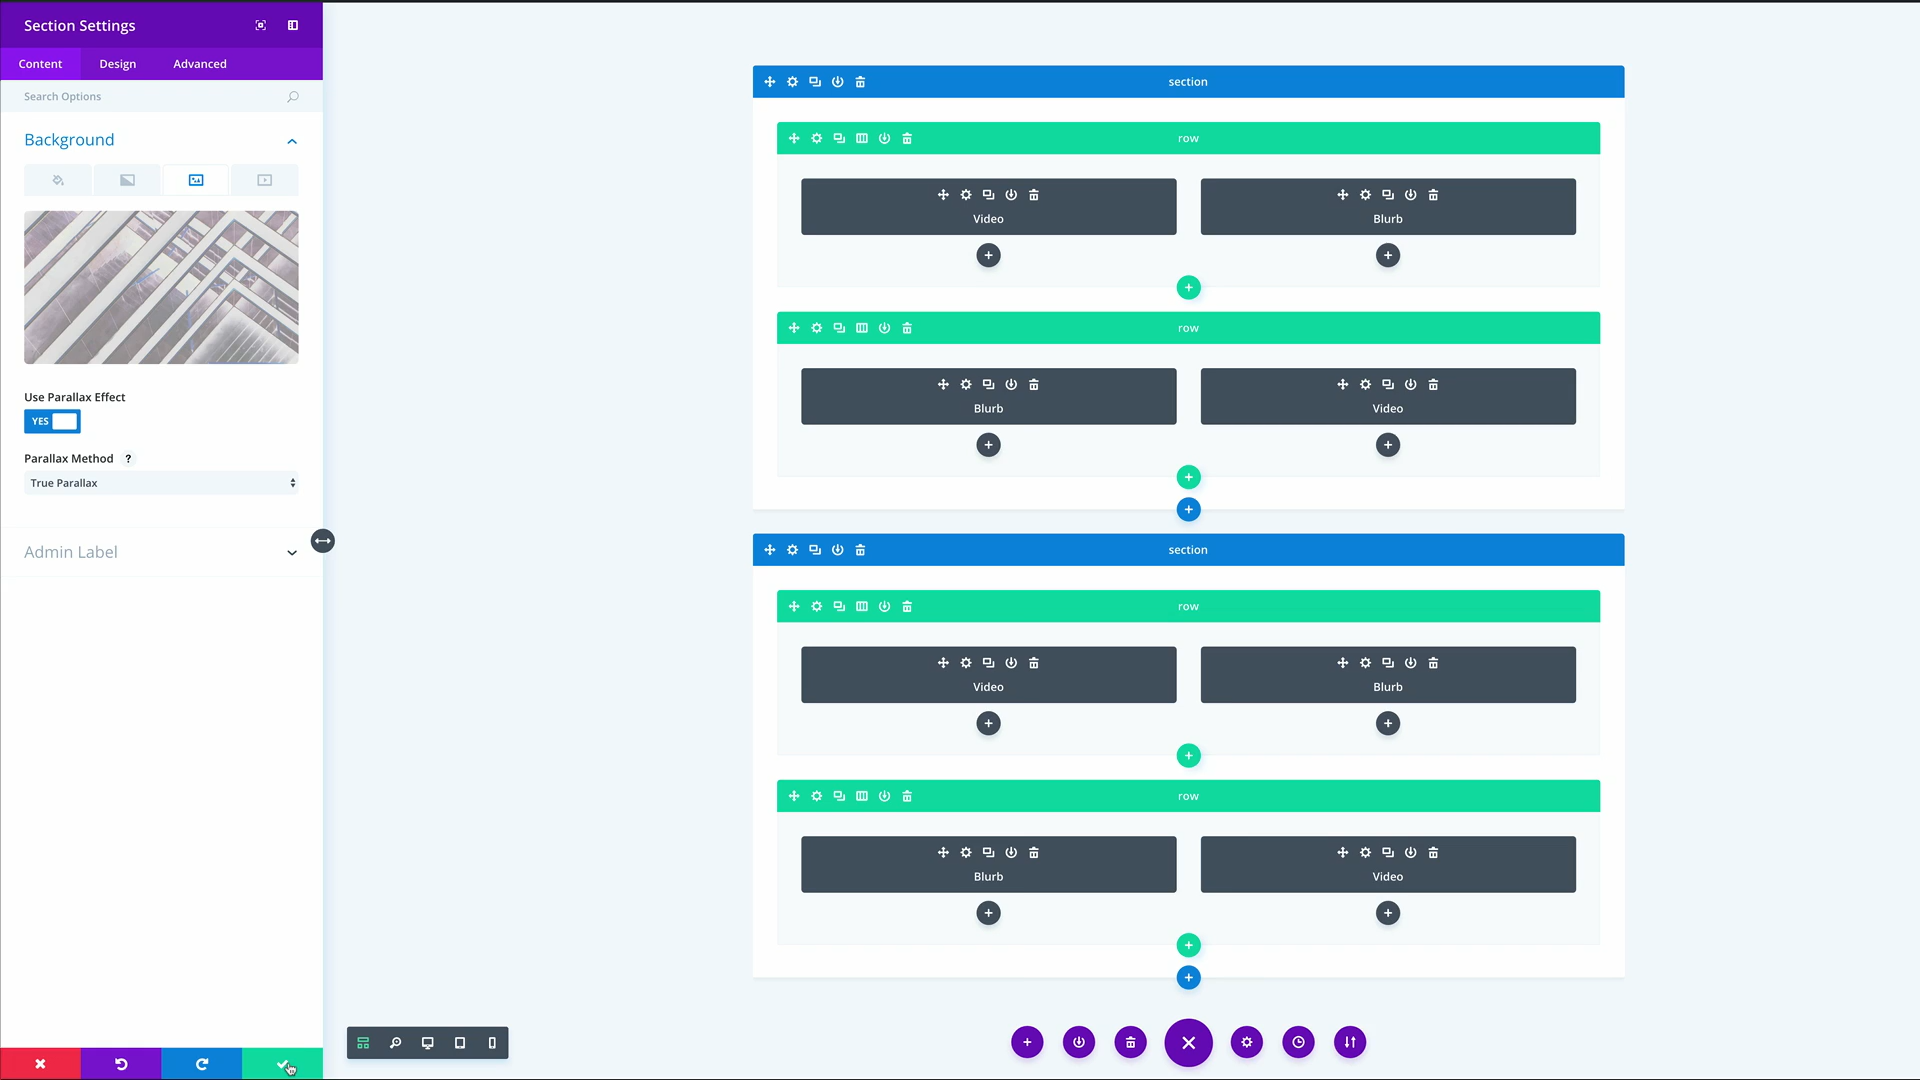 Section Settings
Content Design Advanced
Search Options
Background
Use Parallax Effect
YES
Parallax Method ?
True Parallax
Admin Label
section
row
Video Blurb
row
Blurb Video
section
row
Video Blurb
row
Blurb Video